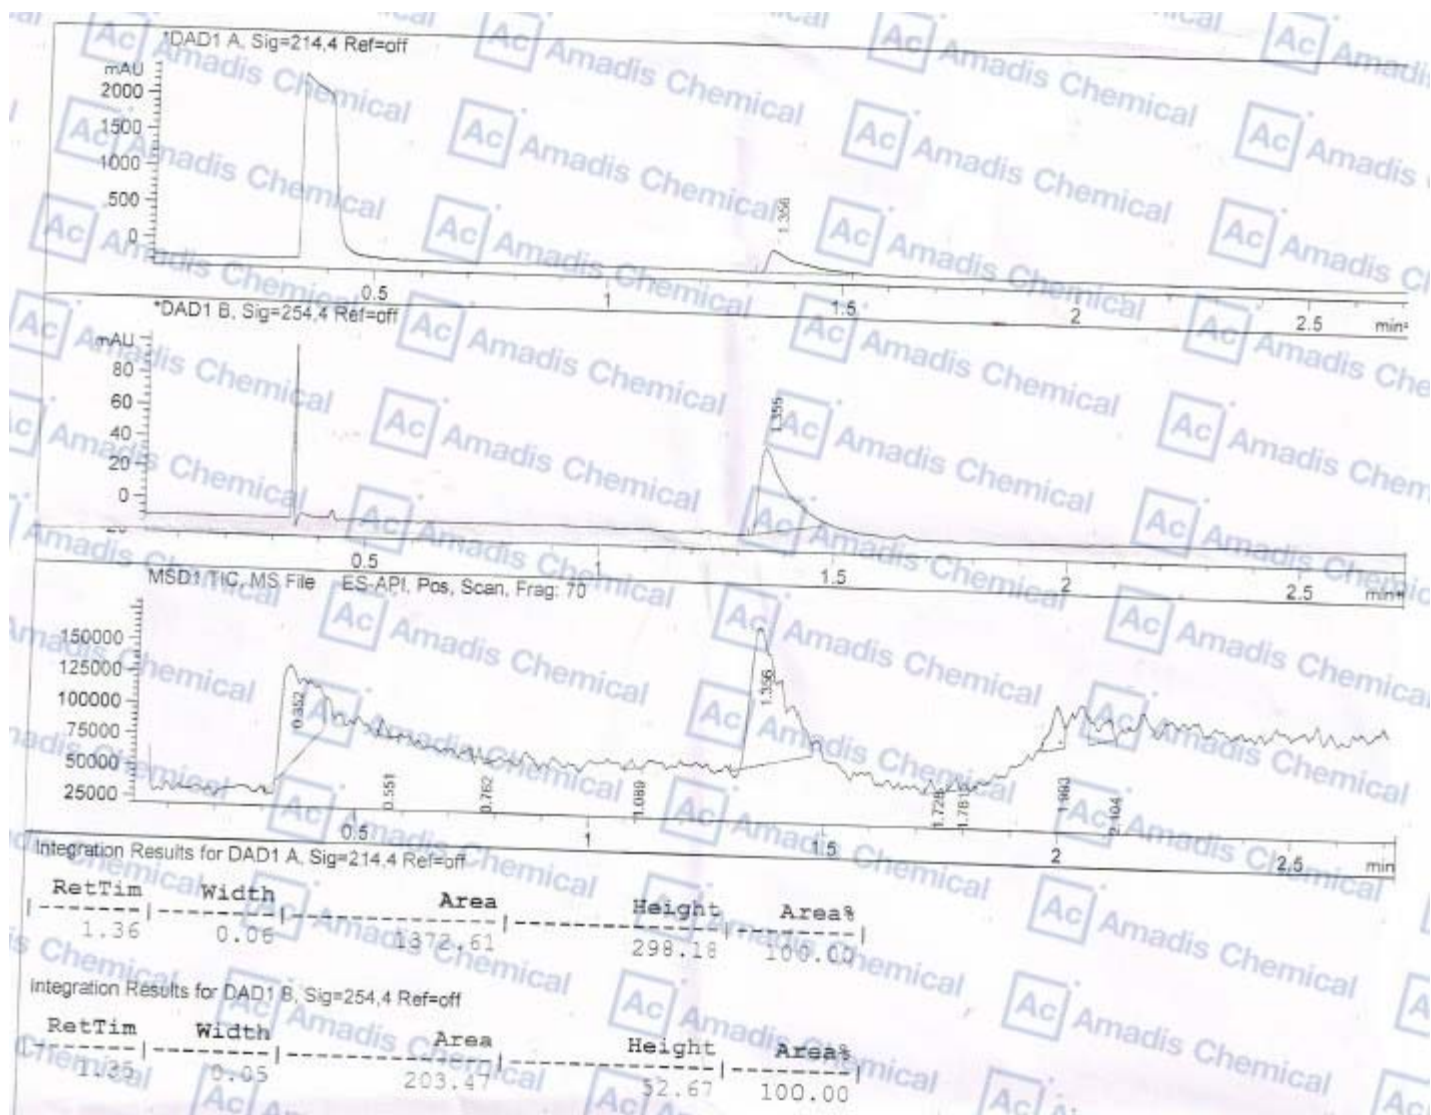 *DAD1 A, Sig=214,4 Ref=off
mAU
2000
1500
1000
500
0
1.356
0.5 1 1.5 2 2.5 min
*DAD1 B, Sig=254,4 Ref=off
mAU
80
60
40
20
0
1.355
0.5 1 1.5 2 2.5 min
MSD1 TIC, MS File ES-API, Pos, Scan, Frag: 70
150000
125000
100000
75000
50000
25000
0.352
0.551
0.762
1.089
1.356
1.728
1.781
2.104
0.5 1 1.5 2 2.5 min
Integration Results for DAD1 A, Sig=214,4 Ref=off
RetTim Width Area Height Area%
1.36 0.06 1372.61 298.18 100.00
Integration Results for DAD1 B, Sig=254,4 Ref=off
RetTim Width Area Height Area%
1.35 0.05 203.47 52.67 100.00
Ac Amadis Chemical